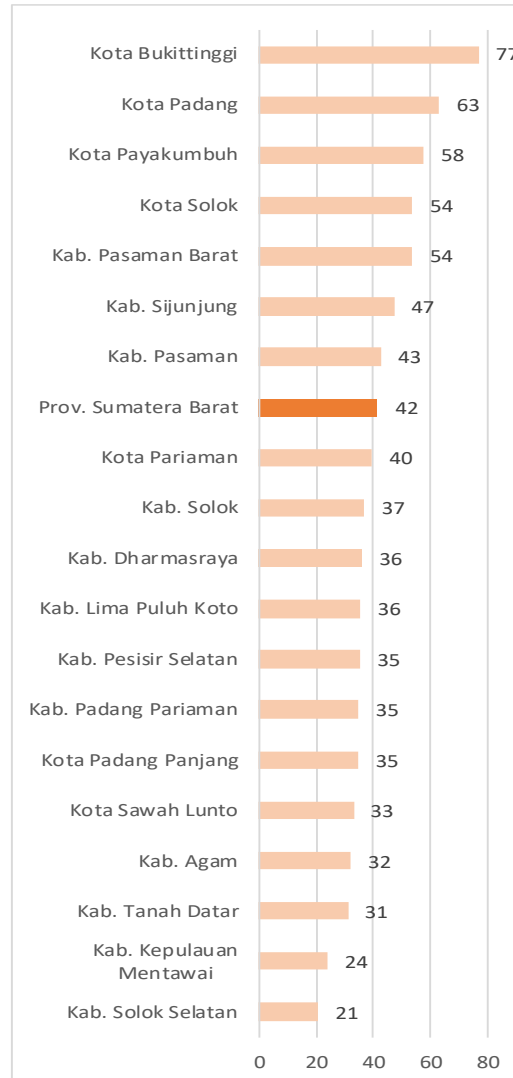 Kota Bukittinggi 77
Kota Padang 63
Kota Payakumbuh 58
Kota Solok 54
Kab. Pasaman Barat 54
Kab. Sijunjung 47
Kab. Pasaman 43
Prov. Sumatera Barat 42
Kota Pariaman 40
Kab. Solok 37
Kab. Dharmasraya 36
Kab. Lima Puluh Koto 36
Kab. Pesisir Selatan 35
Kab. Padang Pariaman 35
Kota Padang Panjang 35
Kota Sawah Lunto 33
Kab. Agam 32
Kab. Tanah Datar 31
Kab. Kepulauan
Mentawai 24
Kab. Solok Selatan 21
0 20 40 60 80